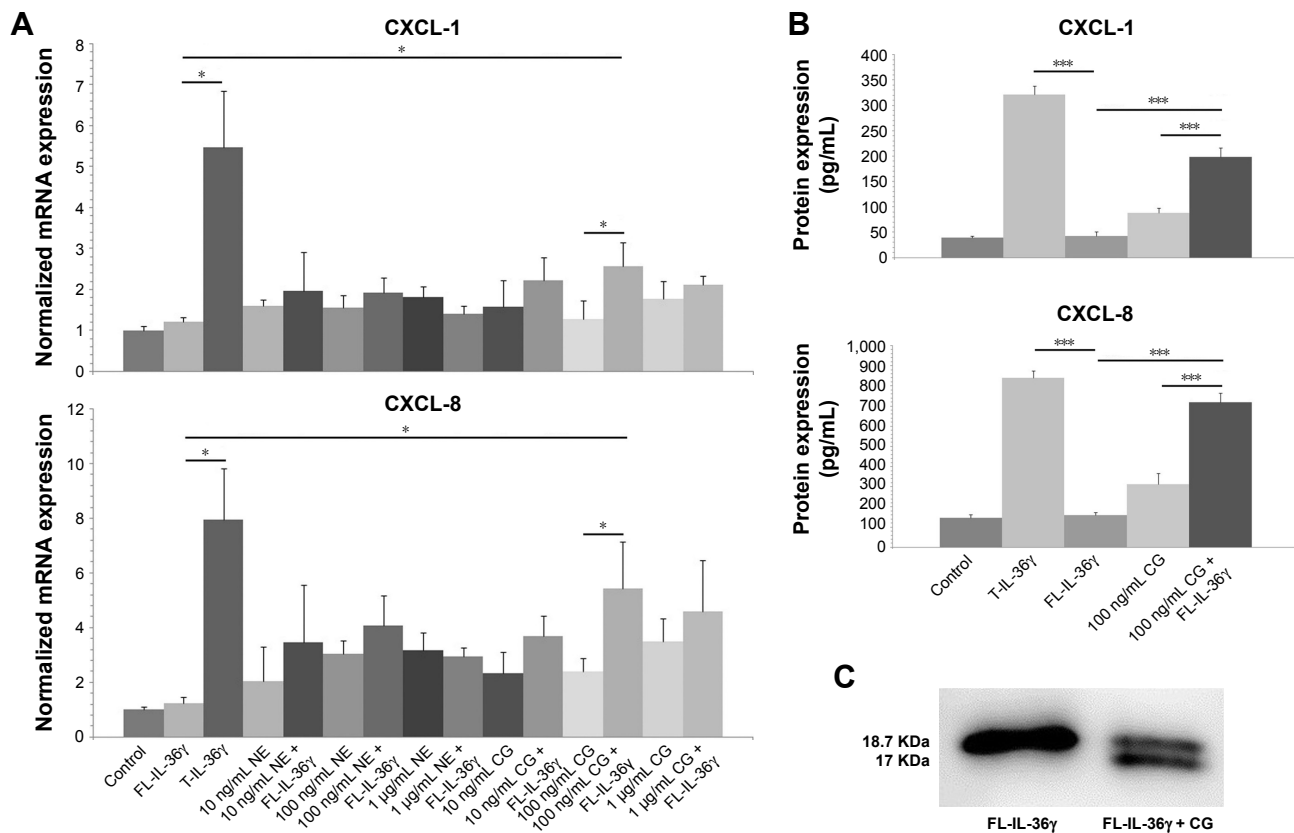 A
CXCL-1
Normalized mRNA expression
8
7
6
5
4
3
2
1
0
*
*
*
CXCL-8
Normalized mRNA expression
12
10
8
6
4
2
0
*
*
*
Control
FL-IL-36γ
T-IL-36γ
10 ng/mL NE
10 ng/mL NE +
FL-IL-36γ
100 ng/mL NE
100 ng/mL NE +
FL-IL-36γ
1 µg/mL NE
1 µg/mL NE +
FL-IL-36γ
10 ng/mL CG
10 ng/mL CG +
FL-IL-36γ
100 ng/mL CG
100 ng/mL CG +
FL-IL-36γ
1 µg/mL CG
1 µg/mL CG +
FL-IL-36γ
B
CXCL-1
Protein expression
(pg/mL)
400
350
300
250
200
150
100
50
0
***
***
***
CXCL-8
Protein expression
(pg/mL)
1,000
900
800
700
600
500
400
300
200
100
0
***
***
***
Control
T-IL-36γ
FL-IL-36γ
100 ng/mL CG
100 ng/mL CG +
FL-IL-36γ
C
18.7 KDa
17 KDa
FL-IL-36γ
FL-IL-36γ + CG